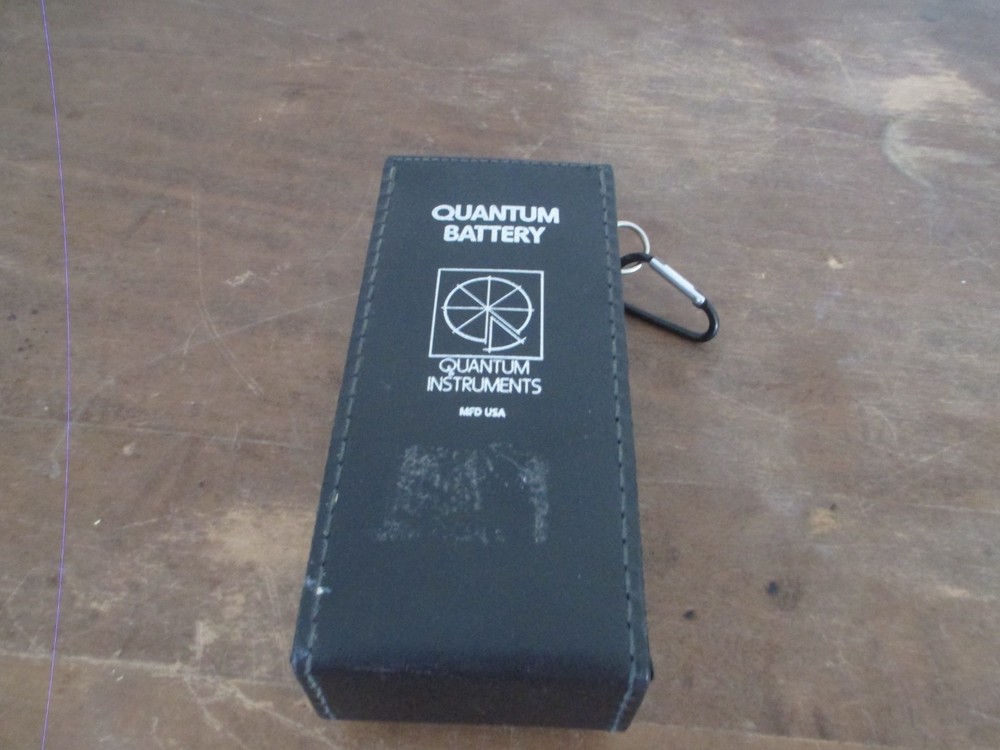 QUANTUM
BATTERY
QUANTUM
INSTRUMENTS
MFD USA